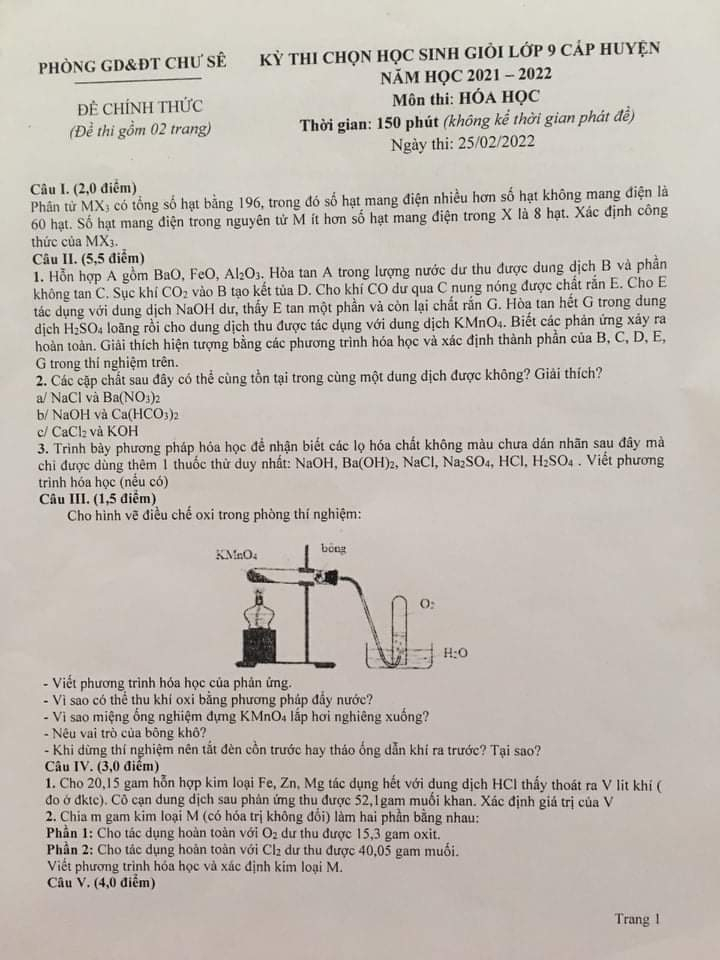 PHÒNG GD&ĐT CHƯ SÊ
ĐỀ CHÍNH THỨC
(Đề thi gồm 02 trang)
KỲ THI CHỌN HỌC SINH GIỎI LỚP 9 CẤP HUYỆN
NĂM HỌC 2021 – 2022
Môn thi: HÓA HỌC
Thời gian: 150 phút (không kể thời gian phát đề)
Ngày thi: 25/02/2022
Câu I. (2,0 điểm)
Phân tử MX₃ có tổng số hạt bằng 196, trong đó số hạt mang điện nhiều hơn số hạt không mang điện là
60 hạt. Số hạt mang điện trong nguyên tử M ít hơn số hạt mang điện trong X là 8 hạt. Xác định công
thức của MX₃.
Câu II. (5,5 điểm)
1. Hỗn hợp A gồm BaO, FeO, Al₂O₃. Hòa tan A trong lượng nước dư thu được dung dịch B và phần
không tan C. Sục khí CO₂ vào B tạo kết tủa D. Cho khí CO dư qua C nung nóng được chất rắn E. Cho E
tác dụng với dung dịch NaOH dư, thấy E tan một phần và còn lại chất rắn G. Hòa tan hết G trong dung
dịch H₂SO₄ loãng rồi cho dung dịch thu được tác dụng với dung dịch KMnO₄. Biết các phản ứng xảy ra
hoàn toàn. Giải thích hiện tượng bằng các phương trình hóa học và xác định thành phần của B, C, D, E,
G trong thí nghiệm trên.
2. Các cặp chất sau đây có thể cùng tồn tại trong cùng một dung dịch được không? Giải thích?
a/ NaCl và Ba(NO₃)₂
b/ NaOH và Ca(HCO₃)₂
c/ CaCl₂ và KOH
3. Trình bày phương pháp hóa học để nhận biết các lọ hóa chất không màu chưa dán nhãn sau đây mà
chỉ được dùng thêm 1 thuốc thử duy nhất: NaOH, Ba(OH)₂, NaCl, Na₂SO₄, HCl, H₂SO₄ . Viết phương
trình hóa học (nếu có)
Câu III. (1,5 điểm)
Cho hình vẽ điều chế oxi trong phòng thí nghiệm:
KMnO₄
bông
O₂
H₂O
- Viết phương trình hóa học của phản ứng.
- Vì sao có thể thu khí oxi bằng phương pháp đẩy nước?
- Vì sao miệng ống nghiệm đựng KMnO₄ lắp hơi nghiêng xuống?
- Nêu vai trò của bông khô?
- Khi dừng thí nghiệm nên tắt đèn cồn trước hay tháo ống dẫn khí ra trước? Tại sao?
Câu IV. (3,0 điểm)
1. Cho 20,15 gam hỗn hợp kim loại Fe, Zn, Mg tác dụng hết với dung dịch HCl thấy thoát ra V lít khí (
đo ở đktc). Cô cạn dung dịch sau phản ứng thu được 52,1gam muối khan. Xác định giá trị của V
2. Chia m gam kim loại M (có hóa trị không đổi) làm hai phần bằng nhau:
Phần 1: Cho tác dụng hoàn toàn với O₂ dư thu được 15,3 gam oxit.
Phần 2: Cho tác dụng hoàn toàn với Cl₂ dư thu được 40,05 gam muối.
Viết phương trình hóa học và xác định kim loại M.
Câu V. (4,0 điểm)
Trang 1